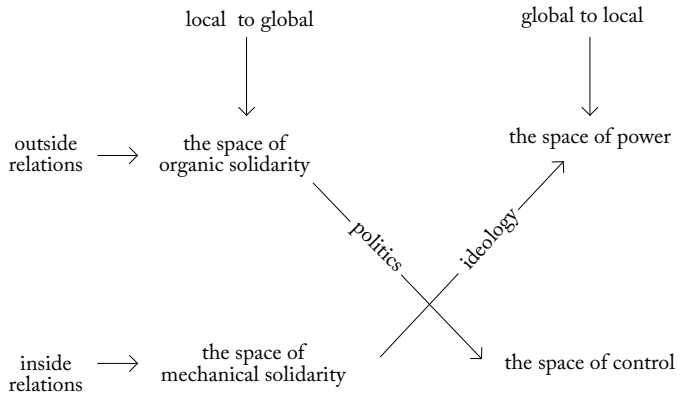 local to global
global to local
outside
relations
the space of
organic solidarity
the space of power
politics
ideology
inside
relations
the space of
mechanical solidarity
the space of control